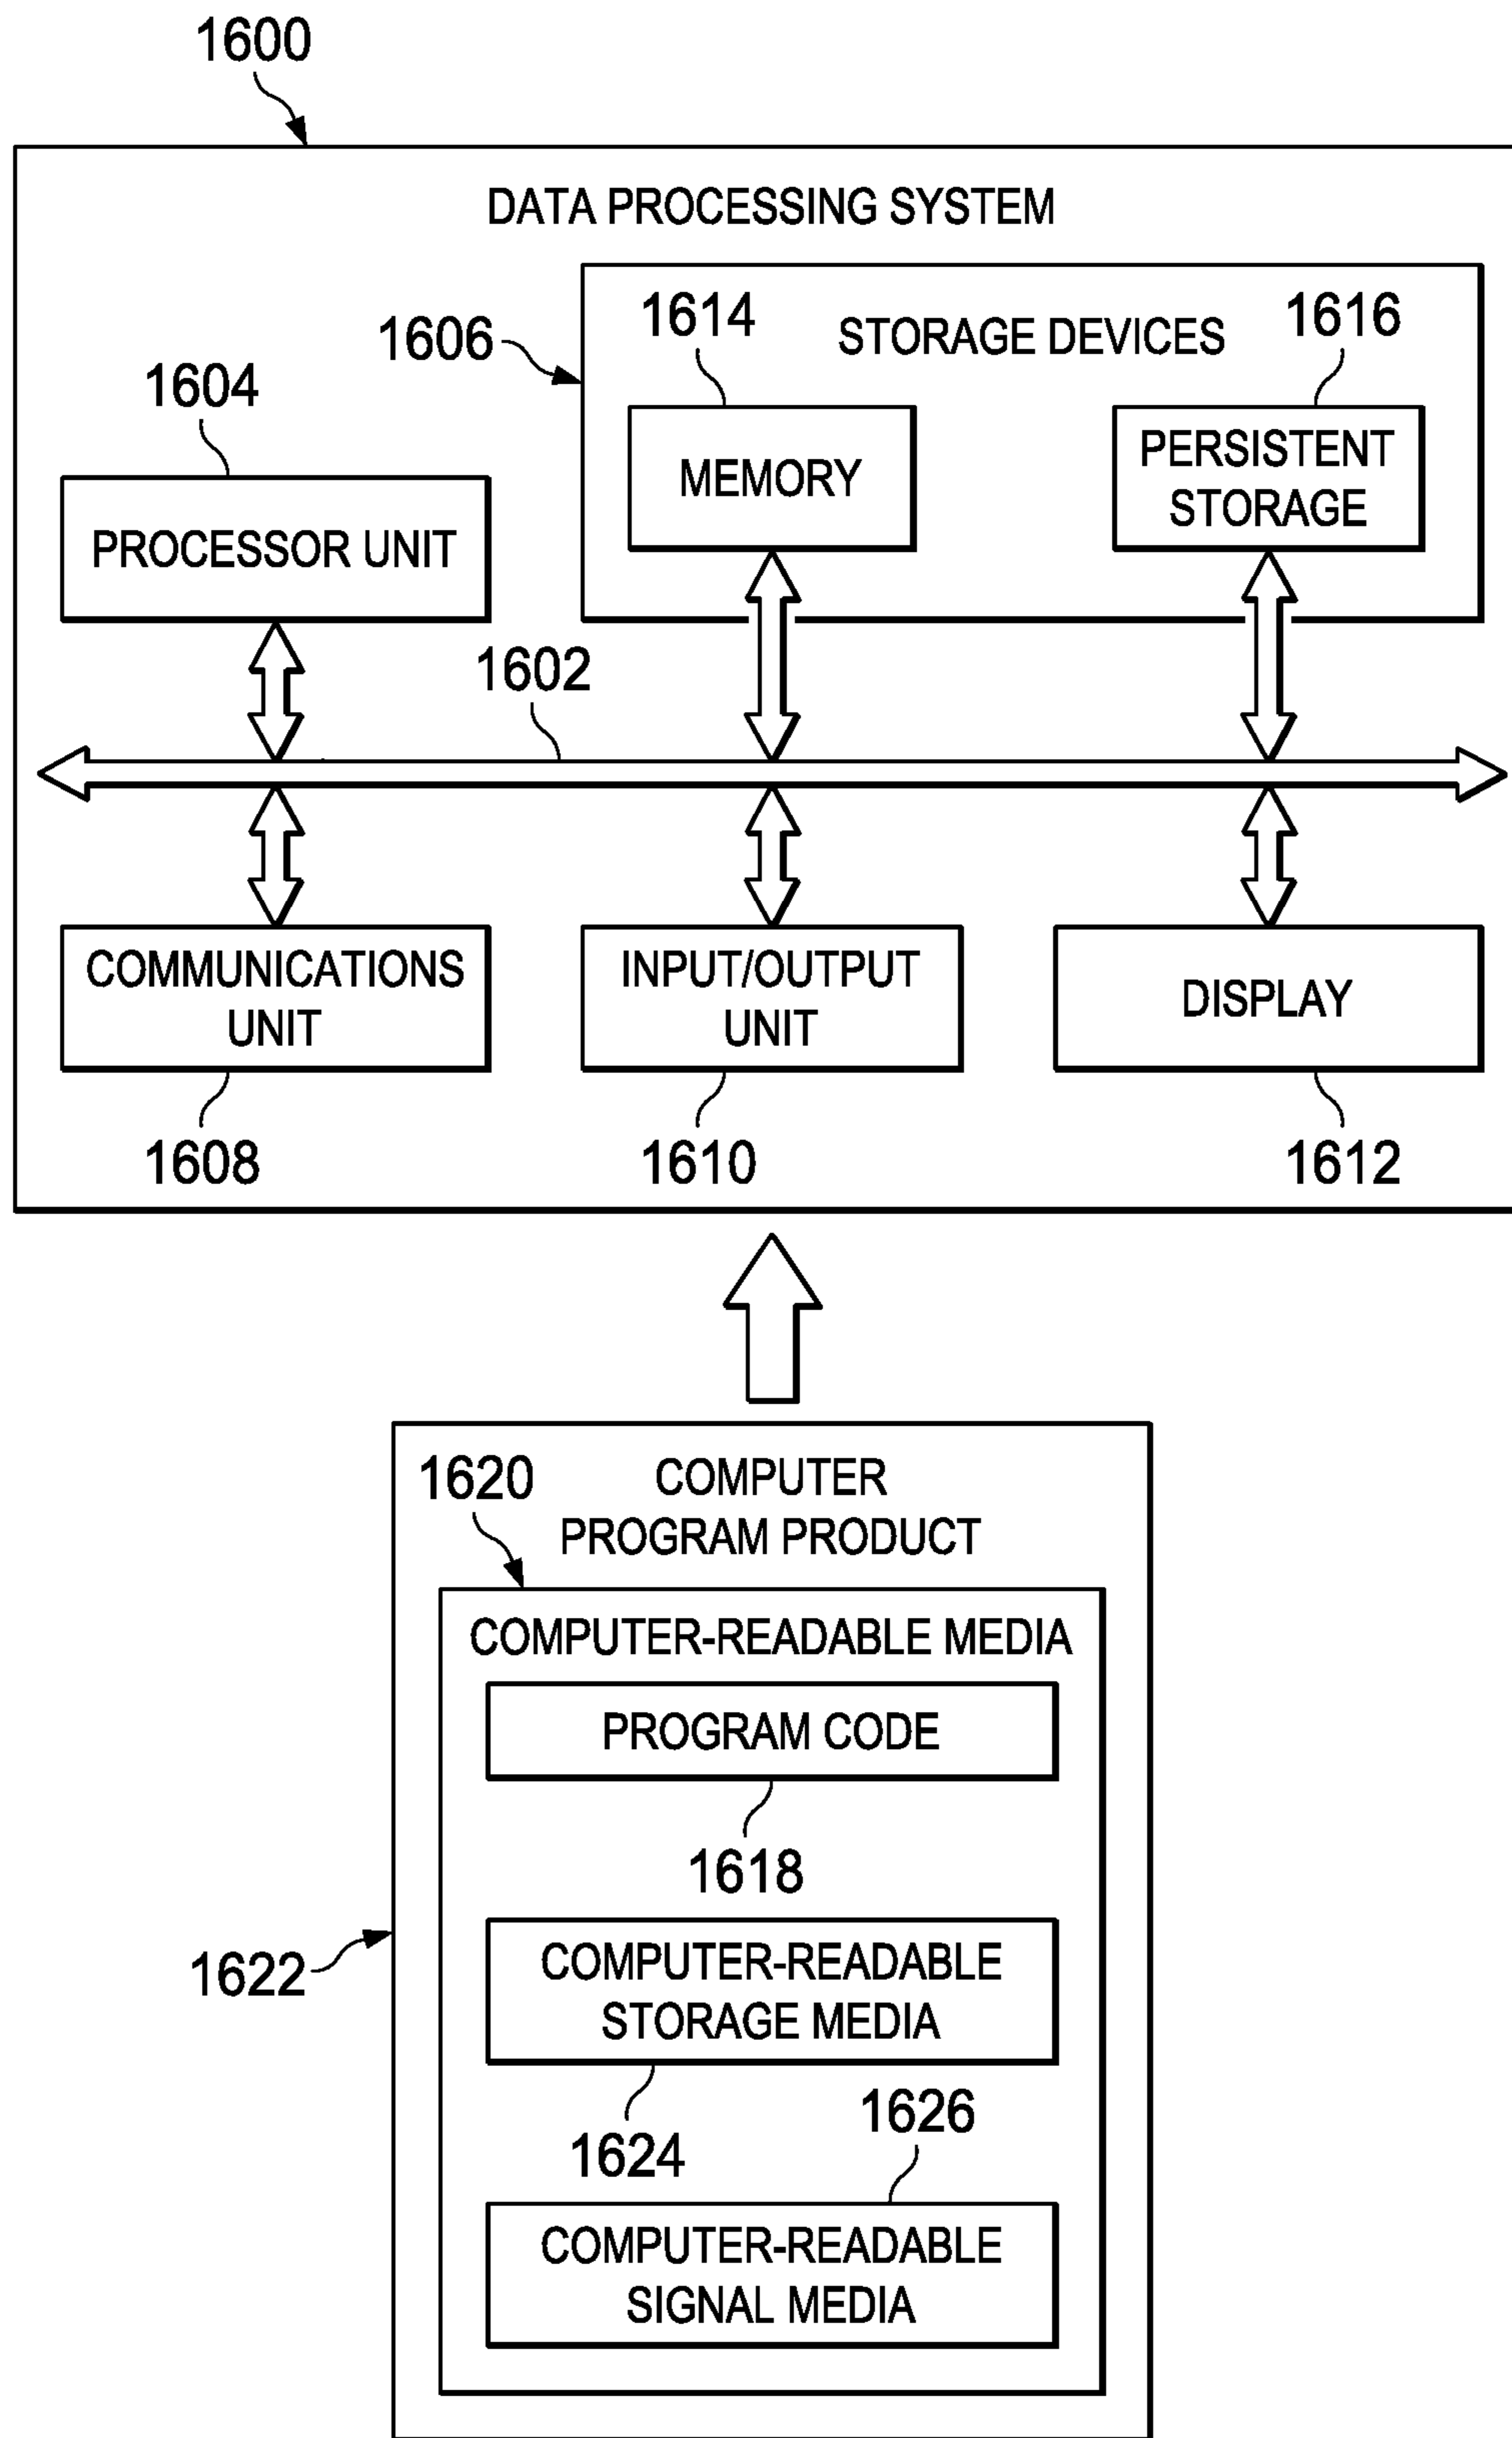 1600
DATA PROCESSING SYSTEM
1606
1614
STORAGE DEVICES
1616
1604
MEMORY
PERSISTENT
STORAGE
PROCESSOR UNIT
1602
COMMUNICATIONS
UNIT
INPUT/OUTPUT
UNIT
DISPLAY
1608
1610
1612
1620
COMPUTER
PROGRAM PRODUCT
COMPUTER-READABLE MEDIA
PROGRAM CODE
1618
1622
COMPUTER-READABLE
STORAGE MEDIA
1624
1626
COMPUTER-READABLE
SIGNAL MEDIA